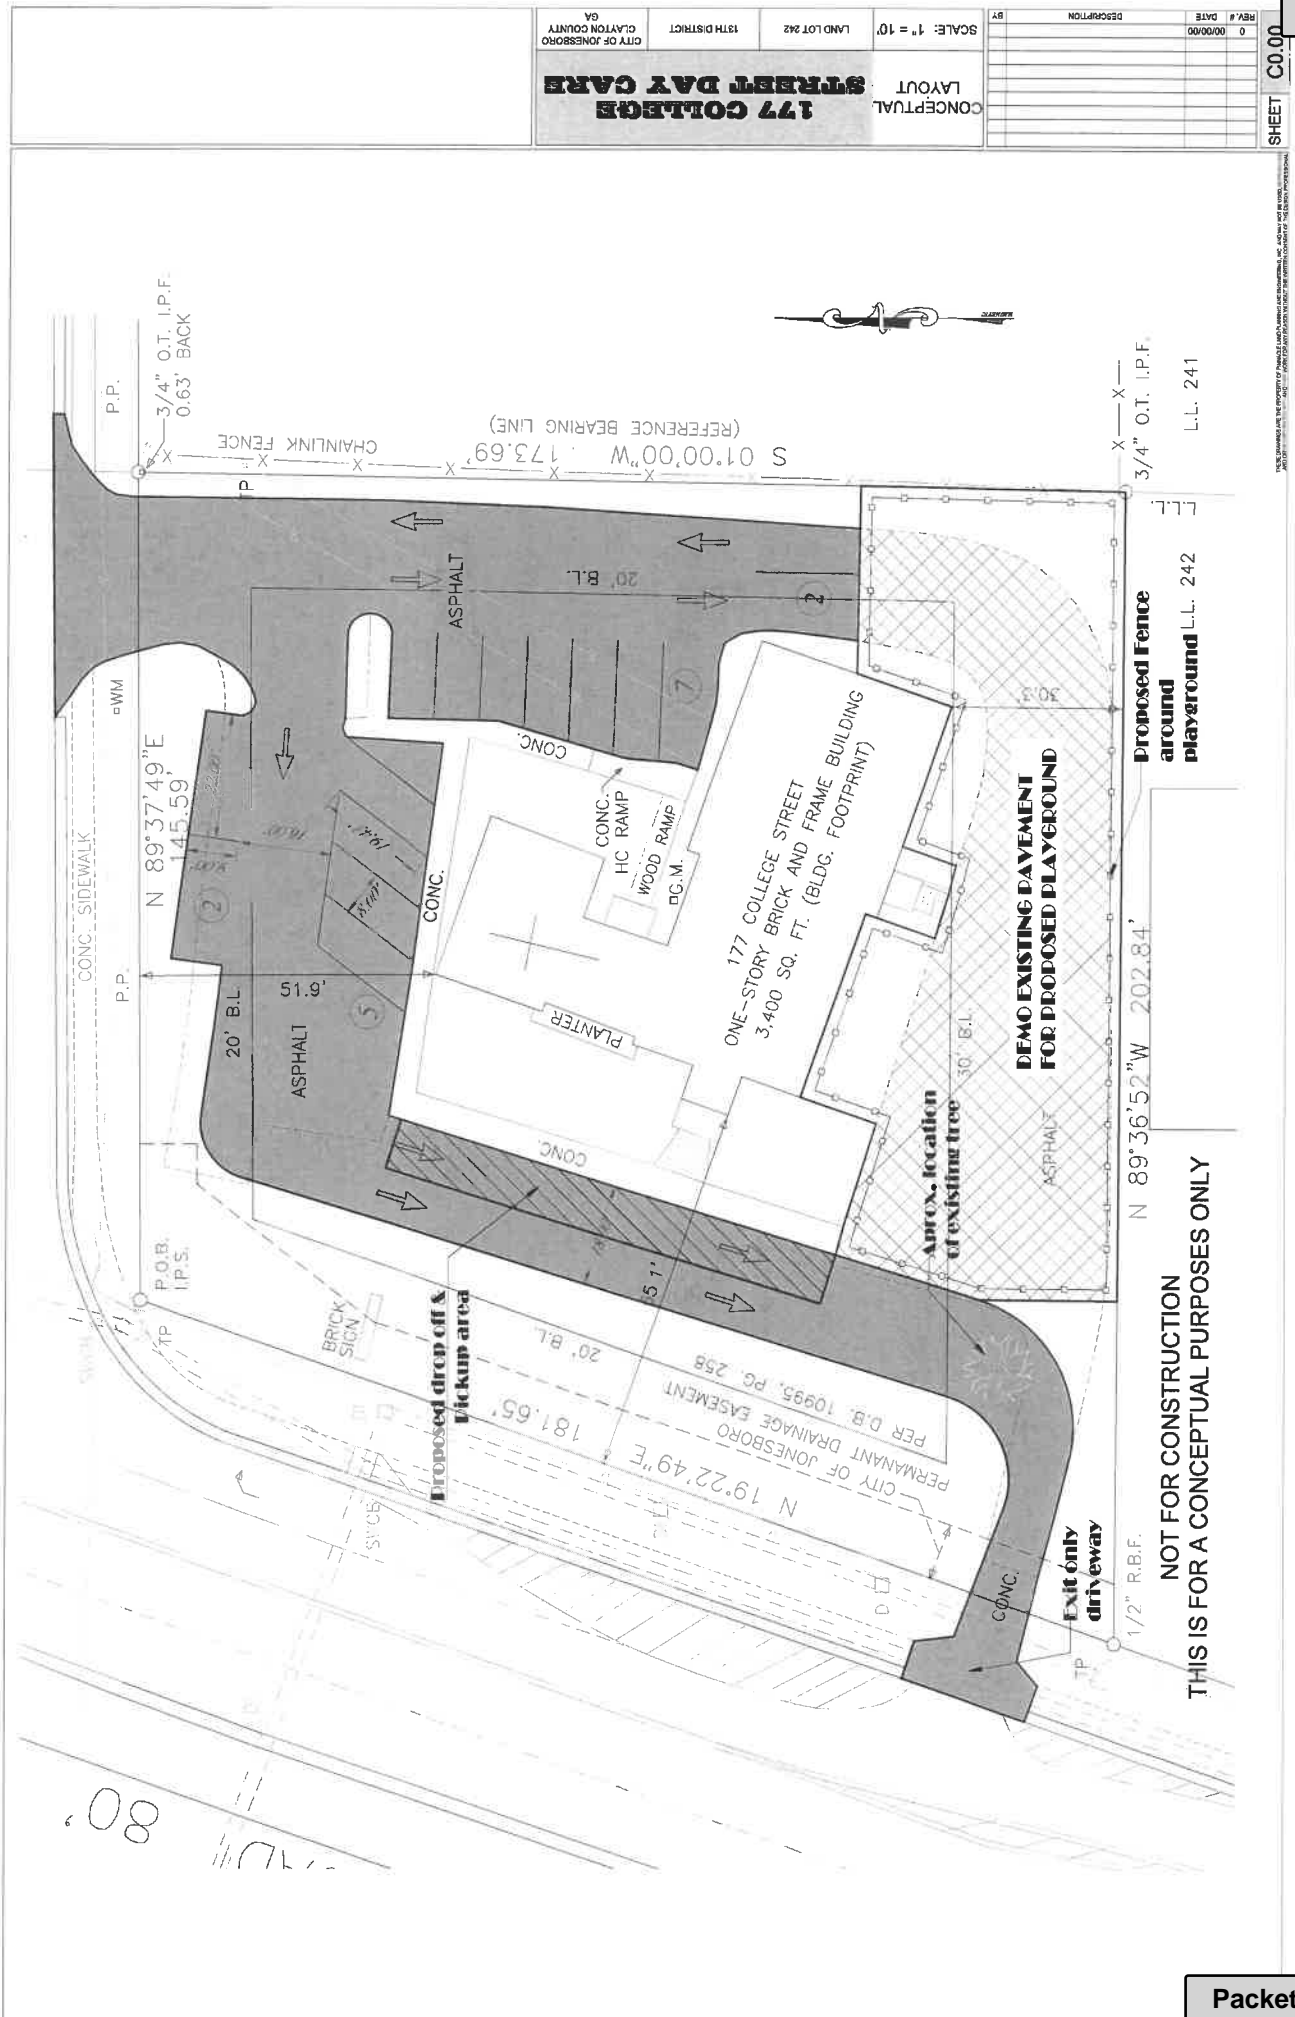 SHEET C0.00
REV. # DATE DESCRIPTION BY
0 00/00/00
CONCEPTUAL
LAYOUT
177 COLLEGE
STREET DAY CARE
SCALE: 1" = 10'
LAND LOT 242
13TH DISTRICT
CITY OF JONESBORO
CLAYTON COUNTY
GA
P.P.
3/4" O.T. I.P.F.
0.63' BACK
CHAINLINK FENCE
S 01°00'00"W 173.69'
(REFERENCE BEARING LINE)
MAGNETIC
TP
WM
CONC. SIDEWALK
N 89°37'49"E
145.59'
P.P.
ASPHALT
20' B.L.
2
7
2
5
20' B.L.
51.9'
ASPHALT
CONC.
CONC.
CONC.
HC RAMP
WOOD RAMP
G.M.
PLANTER
CONC.
177 COLLEGE STREET
ONE-STORY BRICK AND FRAME BUILDING
3,400 SQ. FT. (BLDG. FOOTPRINT)
30.3'
DEMO EXISTING PAVEMENT
FOR PROPOSED PLAYGROUND
30' B.L.
ASPHALT
Aprox. location
of existing tree
Proposed Fence
around
playground
L.L. 242
L.L.L.
L.L. 241
3/4" O.T. I.P.F.
N 89°36'52"W 202.84'
P.O.B.
I.P.S.
TP
BRICK
SIGN
Proposed drop off &
Pickup area
20' B.L.
N 19°22'49"E 181.65'
CITY OF JONESBORO
PERMANANT DRAINAGE EASEMENT
PER D.B. 10995, PG. 258
CONC.
Exit only
driveway
TP
1/2" R.B.F.
80'
NOT FOR CONSTRUCTION
THIS IS FOR A CONCEPTUAL PURPOSES ONLY
Packet